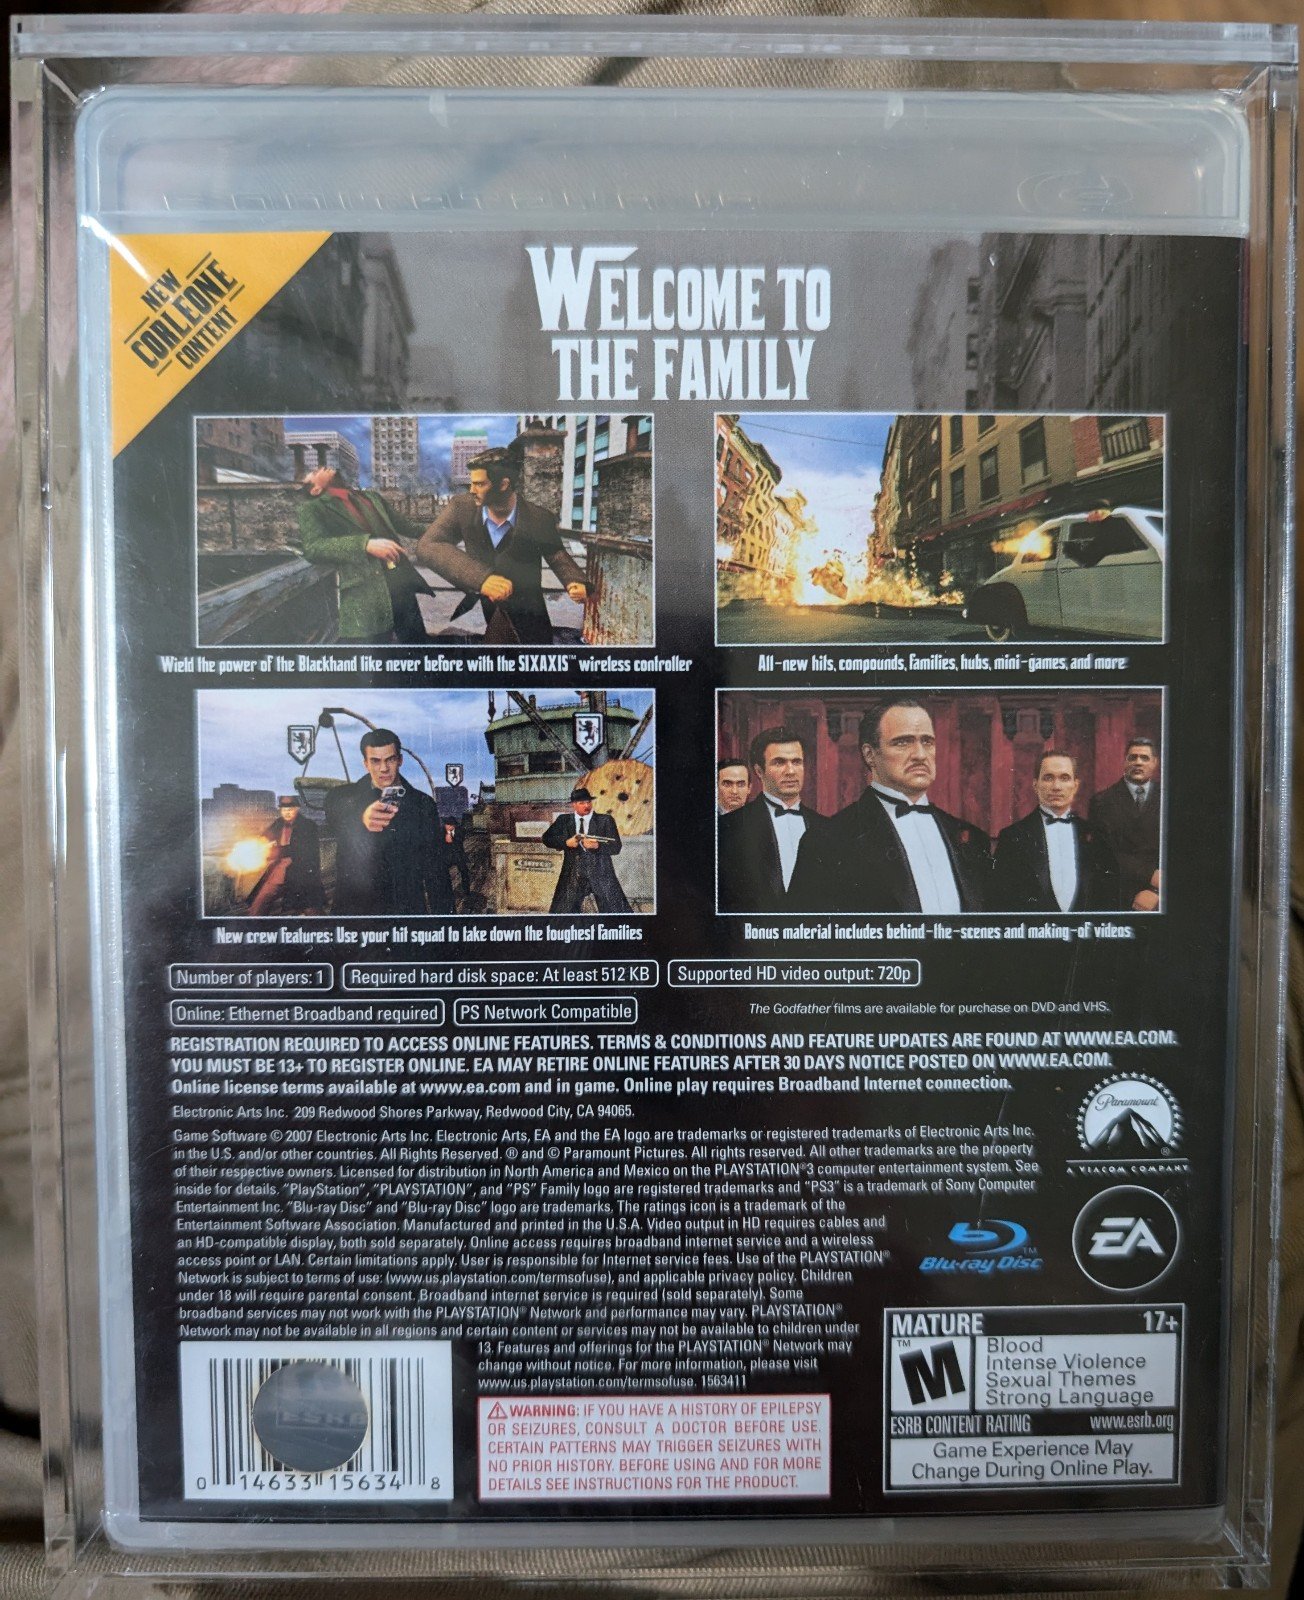 NEW
CORLEONE
CONTENT
WELCOME TO
THE FAMILY
Wield the power of the Blackhand like never before with the SIXAXIS™ wireless controller
All-new hits, compounds, families, hubs, mini-games, and more
New crew features: Use your hit squad to take down the toughest families
Bonus material includes behind-the-scenes and making-of videos
Number of players: 1
Required hard disk space: At least 512 KB
Supported HD video output: 720p
Online: Ethernet Broadband required
PS Network Compatible
The Godfather films are available for purchase on DVD and VHS.
REGISTRATION REQUIRED TO ACCESS ONLINE FEATURES. TERMS & CONDITIONS AND FEATURE UPDATES ARE FOUND AT WWW.EA.COM.
YOU MUST BE 13+ TO REGISTER ONLINE. EA MAY RETIRE ONLINE FEATURES AFTER 30 DAYS NOTICE POSTED ON WWW.EA.COM.
Online license terms available at www.ea.com and in game. Online play requires Broadband Internet connection.
Electronic Arts Inc. 209 Redwood Shores Parkway, Redwood City, CA 94065.
Game Software © 2007 Electronic Arts Inc. Electronic Arts, EA and the EA logo are trademarks or registered trademarks of Electronic Arts Inc.
in the U.S. and/or other countries. All Rights Reserved. ® and © Paramount Pictures. All rights reserved. All other trademarks are the property
of their respective owners. Licensed for distribution in North America and Mexico on the PLAYSTATION®3 computer entertainment system. See
inside for details. "PlayStation", "PLAYSTATION", and "PS" Family logo are registered trademarks and "PS3" is a trademark of Sony Computer
Entertainment Inc. "Blu-ray Disc" and "Blu-ray Disc" logo are trademarks. The ratings icon is a trademark of the
Entertainment Software Association. Manufactured and printed in the U.S.A. Video output in HD requires cables and
an HD-compatible display, both sold separately. Online access requires broadband internet service and a wireless
access point or LAN. Certain limitations apply. User is responsible for Internet service fees. Use of the PLAYSTATION®
Network is subject to terms of use: (www.us.playstation.com/termsofuse), and applicable privacy policy. Children
under 18 will require parental consent. Broadband internet service is required (sold separately). Some
broadband services may not work with the PLAYSTATION® Network and performance may vary. PLAYSTATION®
Network may not be available in all regions and certain content or services may not be available to children under
13. Features and offerings for the PLAYSTATION® Network may
change without notice. For more information, please visit
www.us.playstation.com/termsofuse. 1563411
Paramount
®
A VIACOM COMPANY
Blu-ray Disc™
EA
MATURE 17+
™
M
Blood
Intense Violence
Sexual Themes
Strong Language
ESRB CONTENT RATING www.esrb.org
Game Experience May
Change During Online Play.
WARNING: IF YOU HAVE A HISTORY OF EPILEPSY
OR SEIZURES, CONSULT A DOCTOR BEFORE USE.
CERTAIN PATTERNS MAY TRIGGER SEIZURES WITH
NO PRIOR HISTORY. BEFORE USING AND FOR MORE
DETAILS SEE INSTRUCTIONS FOR THE PRODUCT.
ESRB
0 14633 15634 8